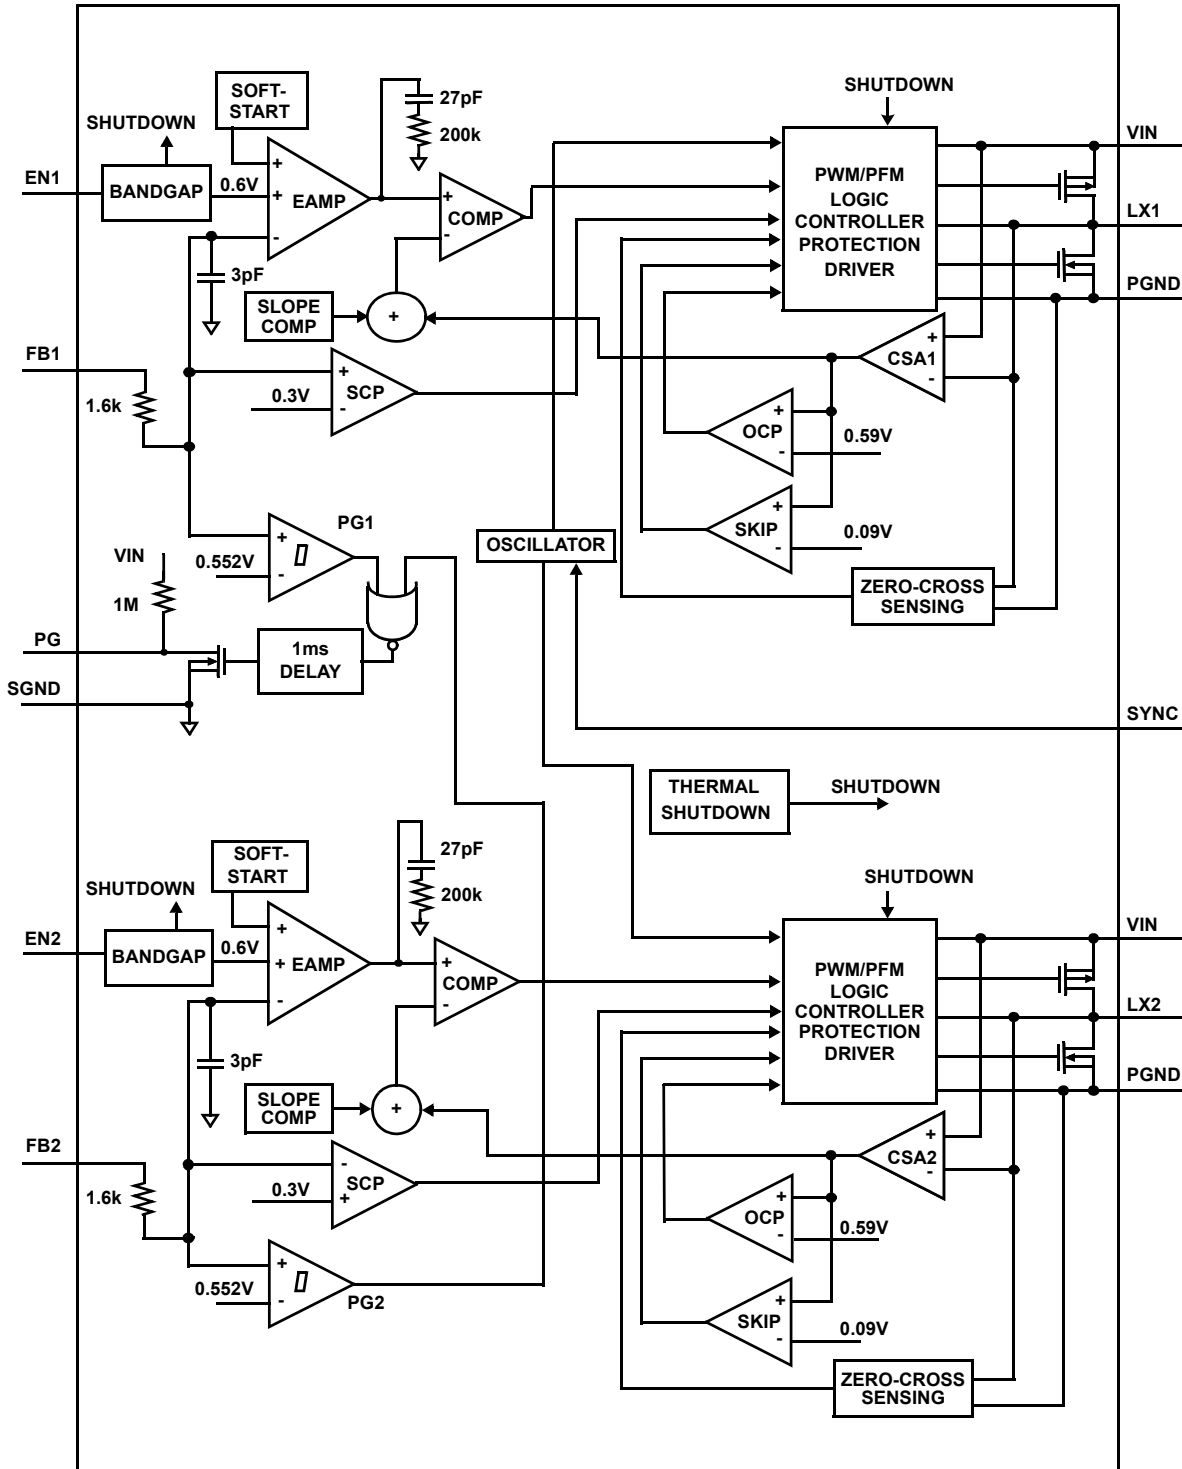 SOFT-
START
27pF
200k
SHUTDOWN
SHUTDOWN
VIN
EN1
BANDGAP
0.6V
+
+
-
EAMP
+
-
COMP
PWM/PFM
LOGIC
CONTROLLER
PROTECTION
DRIVER
LX1
3pF
PGND
SLOPE
COMP
+
+
-
CSA1
FB1
1.6k
+
-
SCP
0.3V
+
-
OCP
0.59V
PG1
+
-
0.552V
+
-
SKIP
0.09V
OSCILLATOR
VIN
1M
ZERO-CROSS
SENSING
PG
1ms
DELAY
SGND
SYNC
THERMAL
SHUTDOWN
SHUTDOWN
SOFT-
START
27pF
200k
SHUTDOWN
SHUTDOWN
VIN
EN2
BANDGAP
0.6V
+
+
-
EAMP
+
-
COMP
PWM/PFM
LOGIC
CONTROLLER
PROTECTION
DRIVER
LX2
3pF
PGND
SLOPE
COMP
+
+
-
CSA2
FB2
1.6k
-
+
SCP
0.3V
+
-
OCP
0.59V
+
-
0.552V
PG2
+
-
SKIP
0.09V
ZERO-CROSS
SENSING